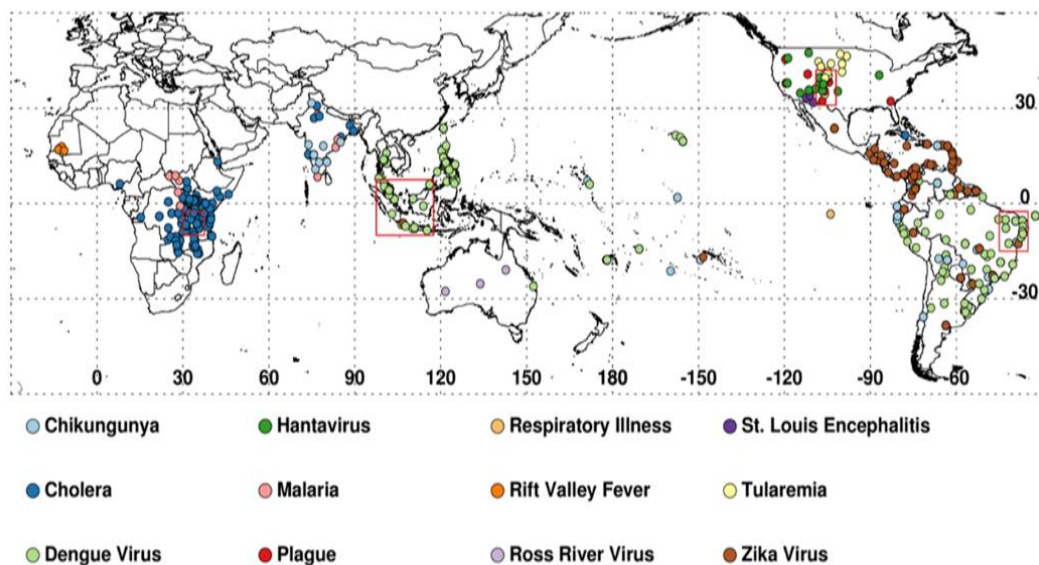 30
0
-30
0 30 60 90 120 150 180 -150 -120 -90 -60
Chikungunya Hantavirus Respiratory Illness St. Louis Encephalitis
Cholera Malaria Rift Valley Fever Tularemia
Dengue Virus Plague Ross River Virus Zika Virus